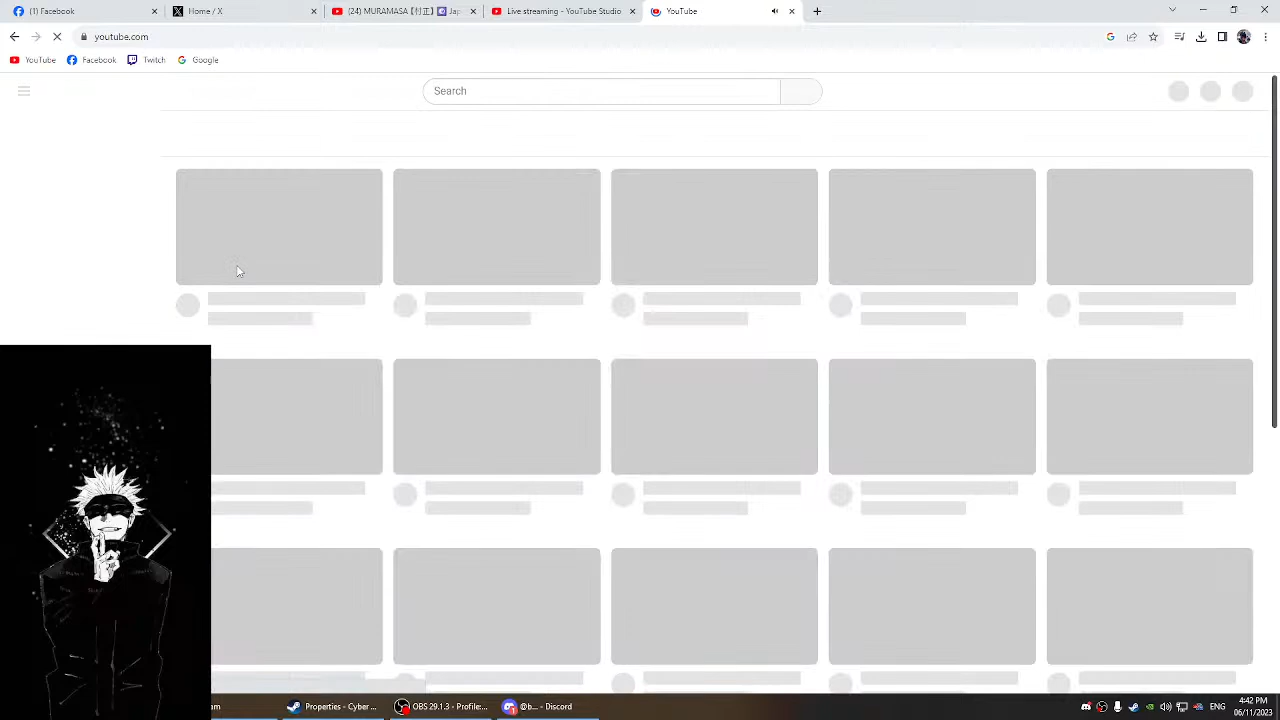 (1) Facebook
Home / X
(24) MURAMASA【村正】
Live streaming - YouTube Studio
YouTube
youtube.com
YouTube
Facebook
Twitch
Google
Search
Properties - Cyber ...
OBS 29.1.3 - Profile...
- Discord
ENG
4:42 PM
06/11/2023